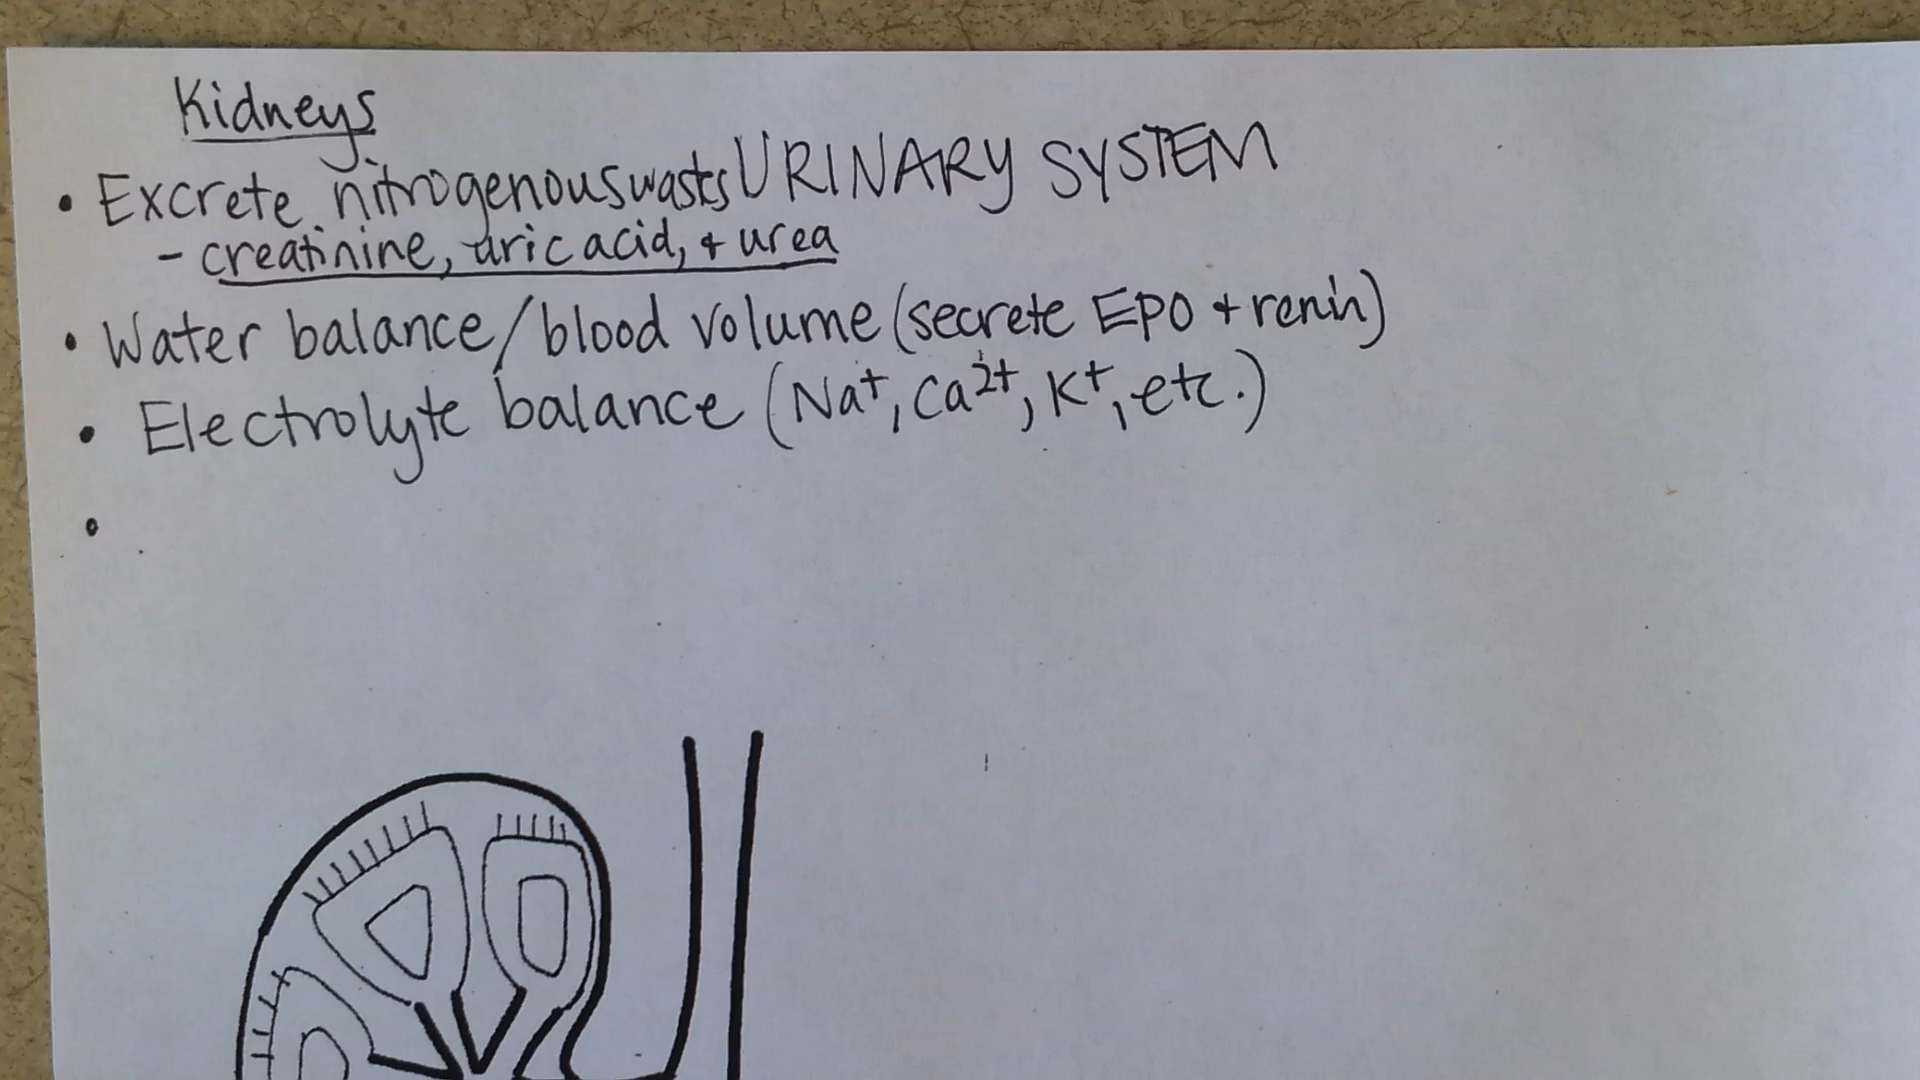 Kidneys
URINARY SYSTEM
• Excrete nitrogenous wasts
- creatinine, uric acid, + urea
• Water balance/blood volume (secrete EPO + renin)
• Electrolyte balance (Na⁺, Ca²⁺, K⁺, etc.)
•